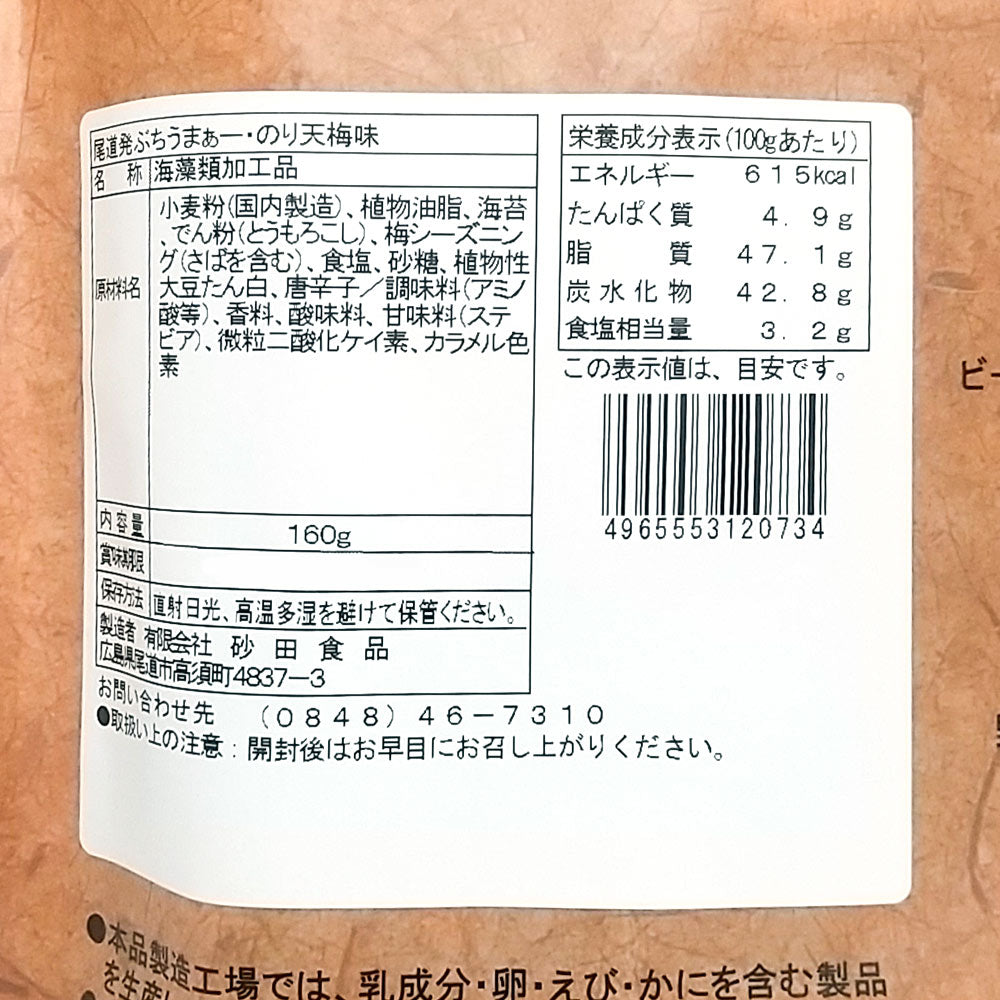 尾道発ぶちうまぁー・のり天梅味
名称 海藻類加工品
原材料名
小麦粉(国内製造)、植物油脂、海苔
、でん粉(とうもろこし)、梅シーズニン
グ(さばを含む)、食塩、砂糖、植物性
大豆たん白、唐辛子/調味料(アミノ
酸等)、香料、酸味料、甘味料(ステ
ビア)、微粒二酸化ケイ素、カラメル色
素
内容量 160g
賞味期限
保存方法 直射日光、高温多湿を避けて保管ください。
製造者 有限会社 砂田食品
広島県尾道市高須町4837-3
お問い合わせ先 (0848)46-7310
●取扱い上の注意:開封後はお早目にお召し上がりください。
栄養成分表示(100gあたり)
エネルギー 615kcal
たんぱく質 4.9g
脂質 47.1g
炭水化物 42.8g
食塩相当量 3.2g
この表示値は、目安です。
4965553120734
ビー
●本品製造工場では、乳成分・卵・えび・かにを含む製品
を生産し